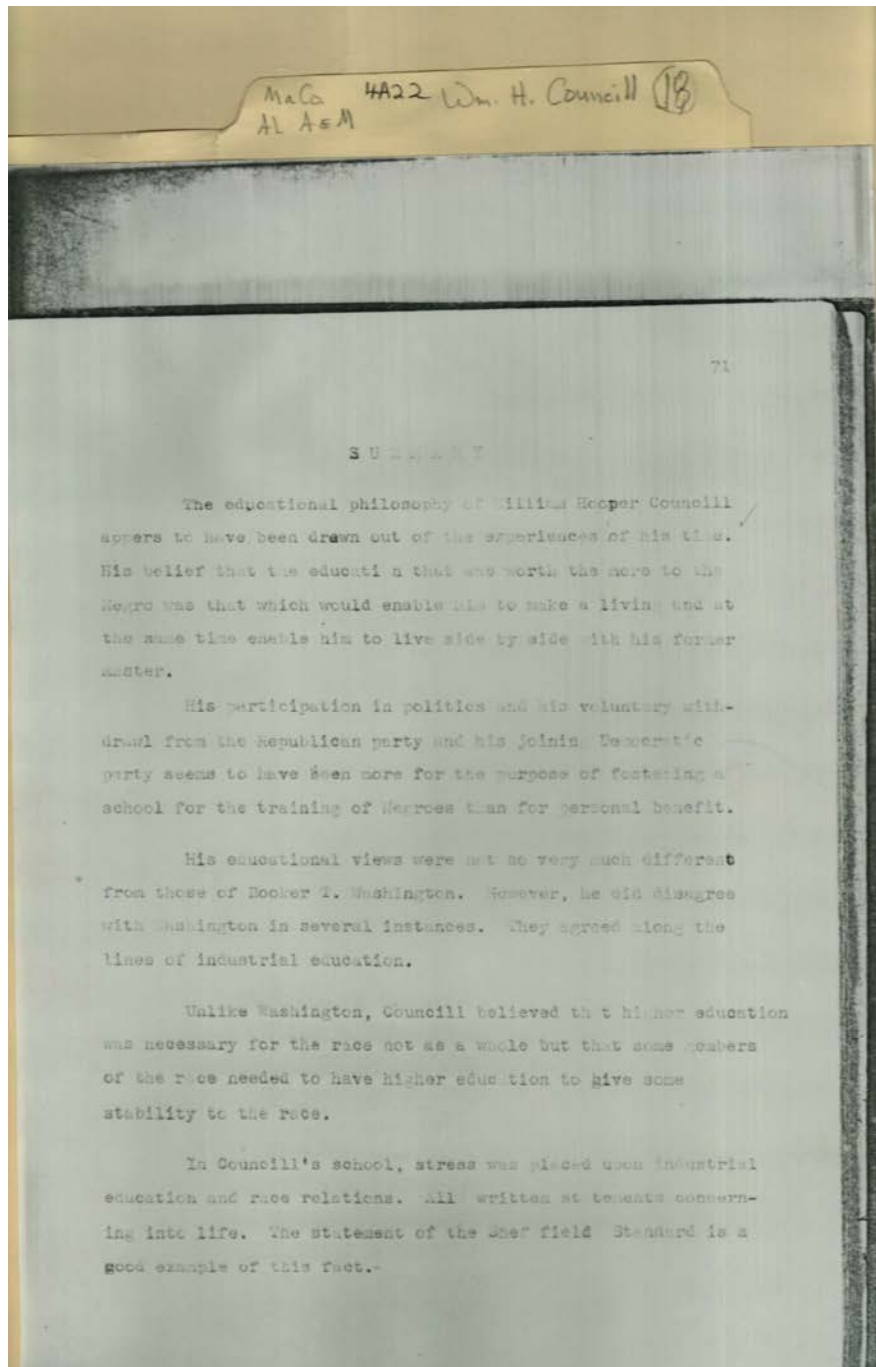 MaCo 4A22 Wm. H. Councill 18
AL A&M
71
SUMMARY
The educational philosophy of William Hooper Councill
appers to have been drawn out of the experiences of his time.
His belief that the educati n that was worth the more to the
Negro was that which would enable him to make a living and at
the same time enable him to live side by side with his former
master.
His participation in politics and his voluntary with-
drawl from the Republican party and his joining Democratic
party seems to have been more for the purpose of fostering a
school for the training of Negroes than for personal benefit.
His educational views were not so very much different
from those of Booker T. Washington. However, he did disagree
with Washington in several instances. They agreed along the
lines of industrial education.
Unlike Washington, Councill believed that higher education
was necessary for the race not as a whole but that some members
of the race needed to have higher education to give some
stability to the race.
In Councill's school, stress was placed upon industrial
education and race relations. All written statements concern-
ing into life. The statement of the Sheffield Standard is a
good example of this fact.-